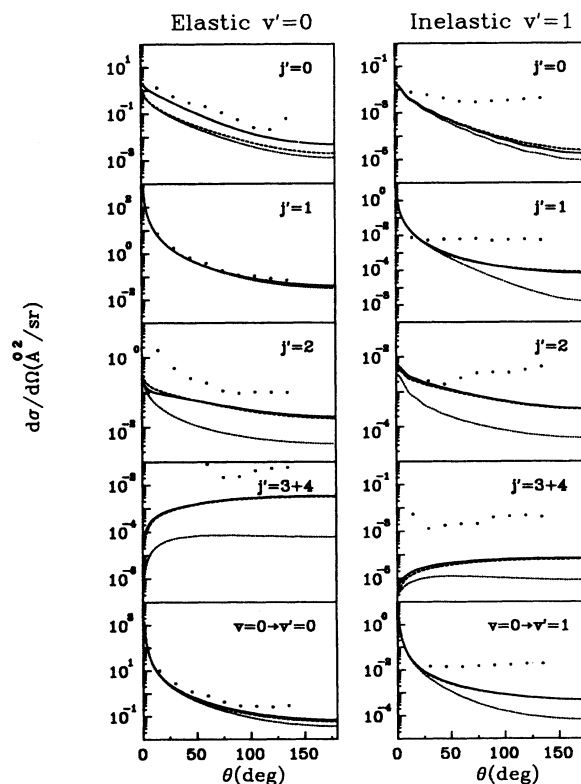 Elastic v'=0
Inelastic v'=1
dσ/dΩ(Å²/sr)
j'=0
10¹
10⁻¹
10⁻³
j'=1
10²
10⁰
10⁻²
j'=2
10⁰
10⁻²
j'=3+4
10⁻²
10⁻⁴
10⁻⁶
v=0→v'=0
10³
10¹
10⁻¹
0 50 100 150
θ(deg)
j'=0
10⁻¹
10⁻³
10⁻⁵
j'=1
10⁰
10⁻²
10⁻⁴
10⁻⁶
j'=2
10⁻²
10⁻⁴
j'=3+4
10⁻¹
10⁻³
10⁻⁵
v=0→v'=1
10⁰
10⁻²
10⁻⁴
0 50 100 150
θ(deg)